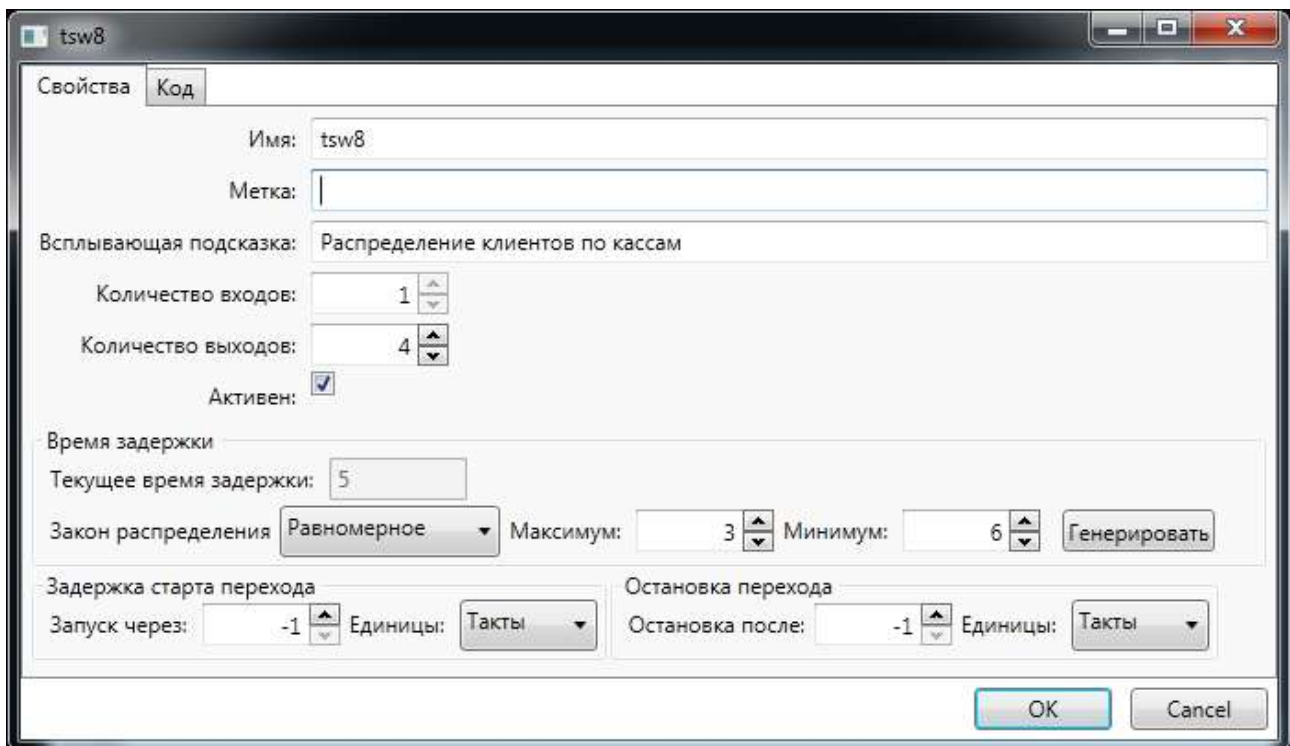 tsw8
Свойства Код
Имя: tsw8
Метка:
Всплывающая подсказка: Распределение клиентов по кассам
Количество входов: 1
Количество выходов: 4
Активен:
Время задержки
Текущее время задержки: 5
Закон распределения Равномерное Максимум: 3 Минимум: 6 Генерировать
Задержка старта перехода Остановка перехода
Запуск через: -1 Единицы: Такты Остановка после: -1 Единицы: Такты
OK Cancel